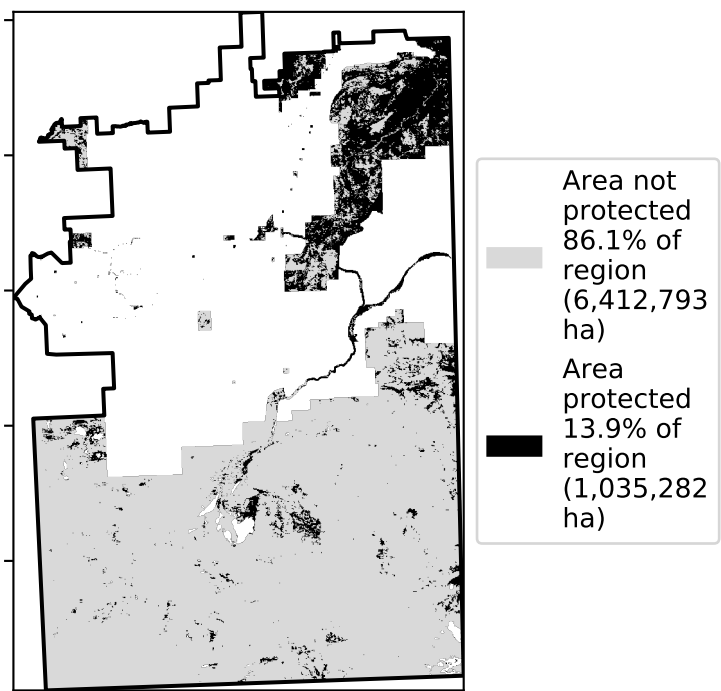 Area not
protected
86.1% of
region
(6,412,793
ha)
Area
protected
13.9% of
region
(1,035,282
ha)